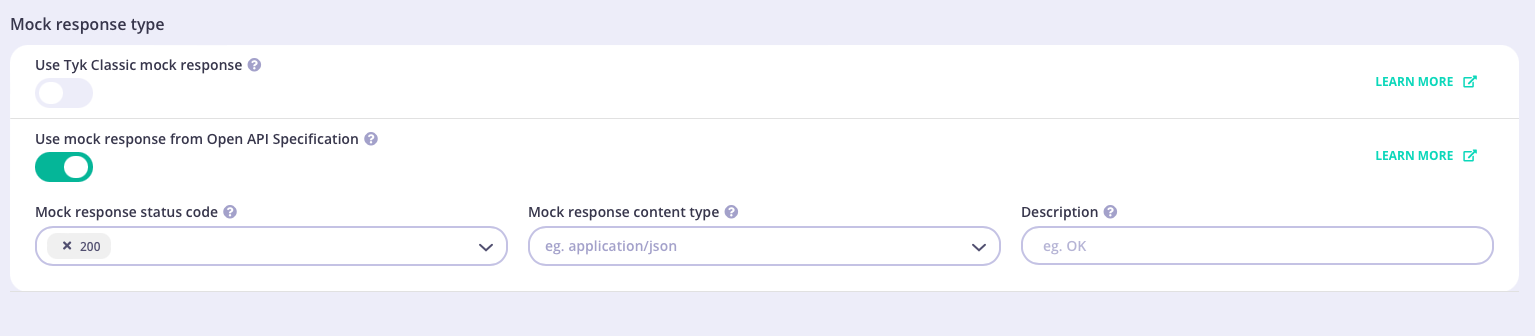 Mock response type
Use Tyk Classic mock response ?
LEARN MORE
Use mock response from Open API Specification ?
LEARN MORE
Mock response status code ? Mock response content type ? Description ?
× 200 eg. application/json eg. OK